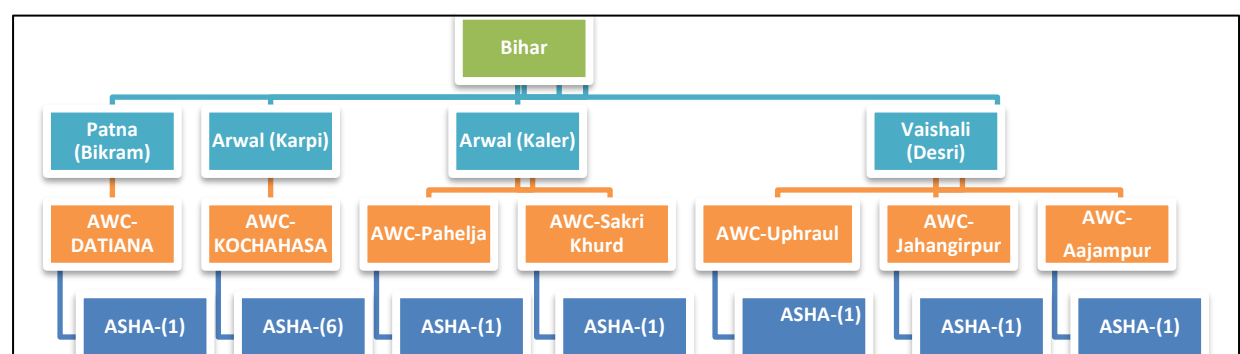 Bihar
Patna
(Bikram)
Arwal (Karpi)
Arwal (Kaler)
Vaishali
(Desri)
AWC-
DATIANA
AWC-
KOCHAHASA
AWC-Pahelja
AWC-Sakri
Khurd
AWC-Uphraul
AWC-
Jahangirpur
AWC-
Aajampur
ASHA-(1)
ASHA-(6)
ASHA-(1)
ASHA-(1)
ASHA-(1)
ASHA-(1)
ASHA-(1)